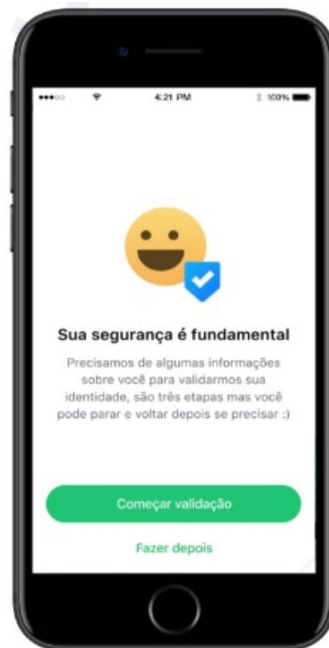 4:21 PM
100%
Sua segurança é fundamental
Precisamos de algumas informações
sobre você para validarmos sua
identidade, são três etapas mas você
pode parar e voltar depois se precisar :)
Começar validação
Fazer depois